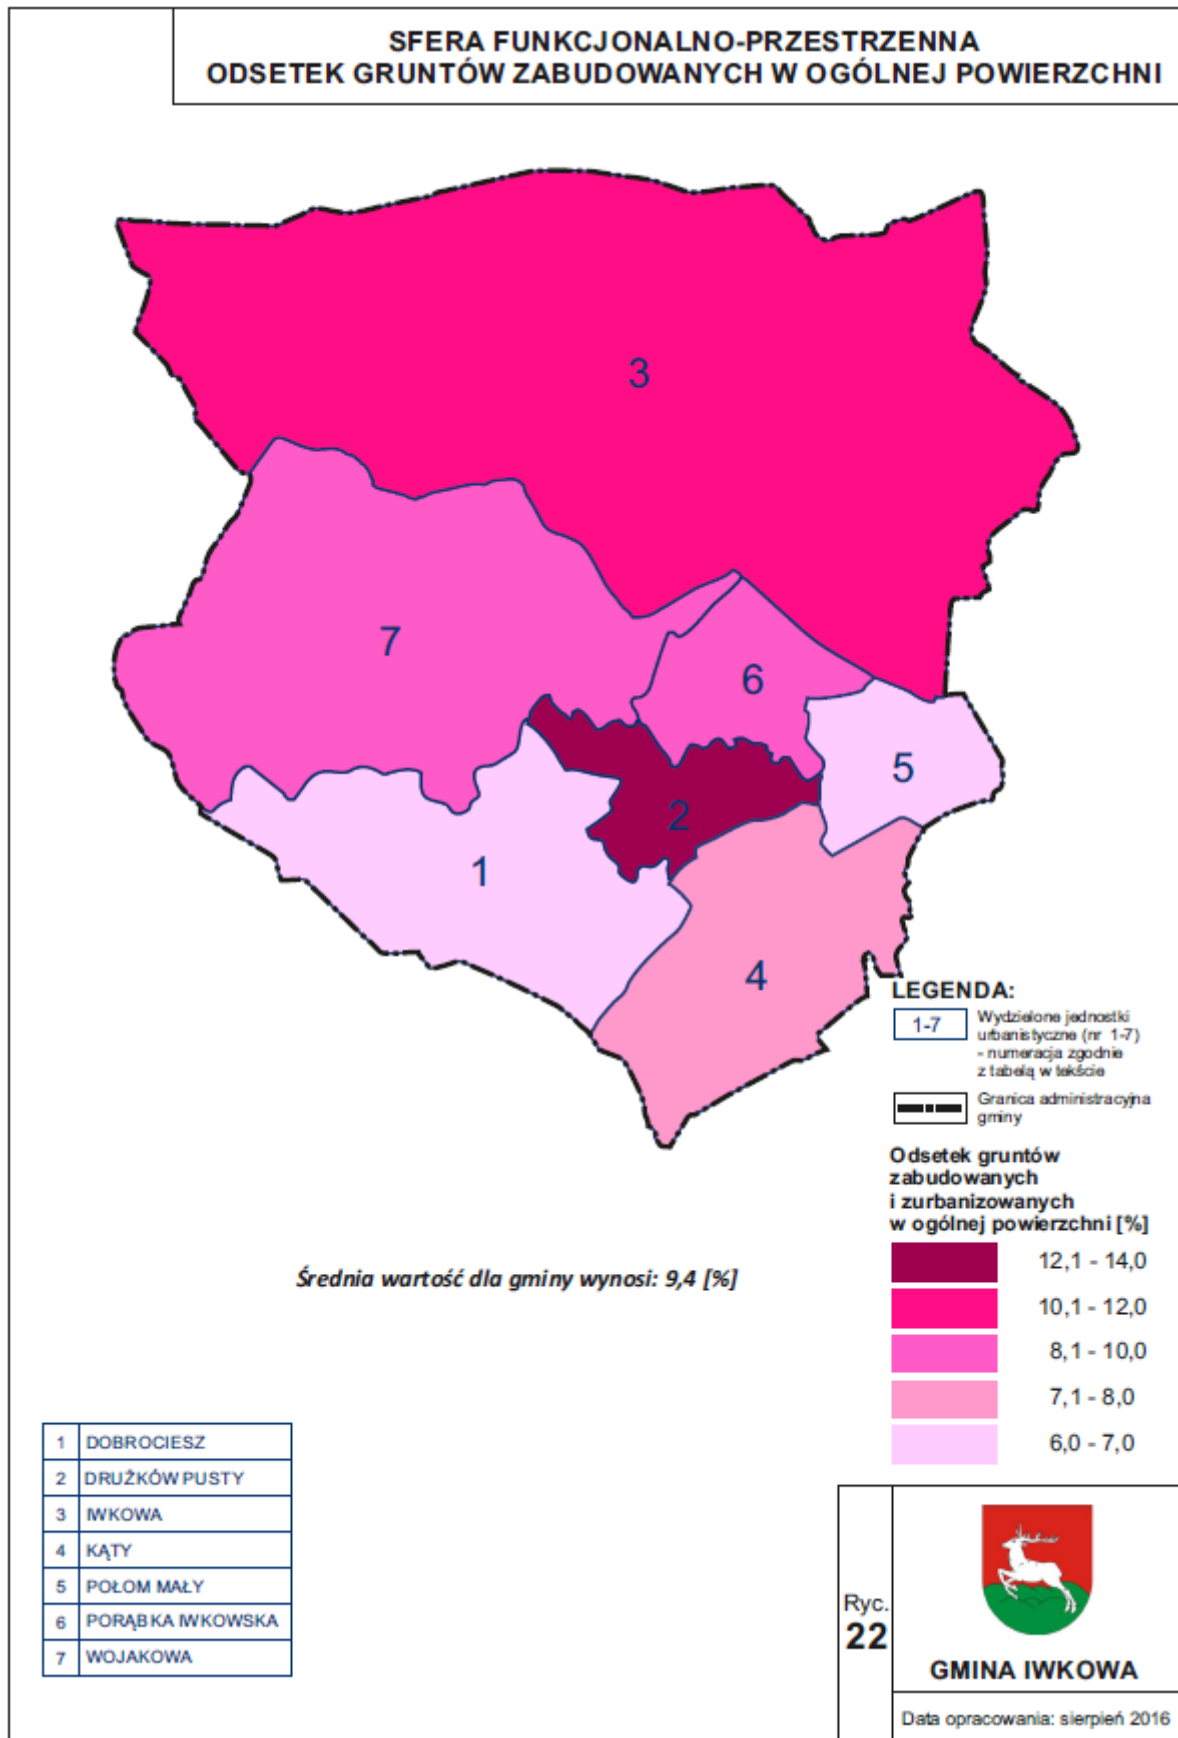 SFERA FUNKCJONALNO-PRZESTRZENNA
ODSETEK GRUNTÓW ZABUDOWANYCH W OGÓLNEJ POWIERZCHNI
3
7
6
5
2
1
4
LEGENDA:
1-7
Wydzielone jednostki
urbanistyczne (nr 1-7)
- numeracja zgodnie
z tabelą w tekście
Granica administracyjna
gminy
Odsetek gruntów
zabudowanych
i zurbanizowanych
w ogólnej powierzchni [%]
12,1 - 14,0
10,1 - 12,0
8,1 - 10,0
7,1 - 8,0
6,0 - 7,0
Średnia wartość dla gminy wynosi: 9,4 [%]
1 DOBROCIESZ
2 DRUŻKÓW PUSTY
3 IWKOWA
4 KĄTY
5 POŁOM MAŁY
6 PORĄBKA IWKOWSKA
7 WOJAKOWA
Ryc.
22
GMINA IWKOWA
Data opracowania: sierpień 2016